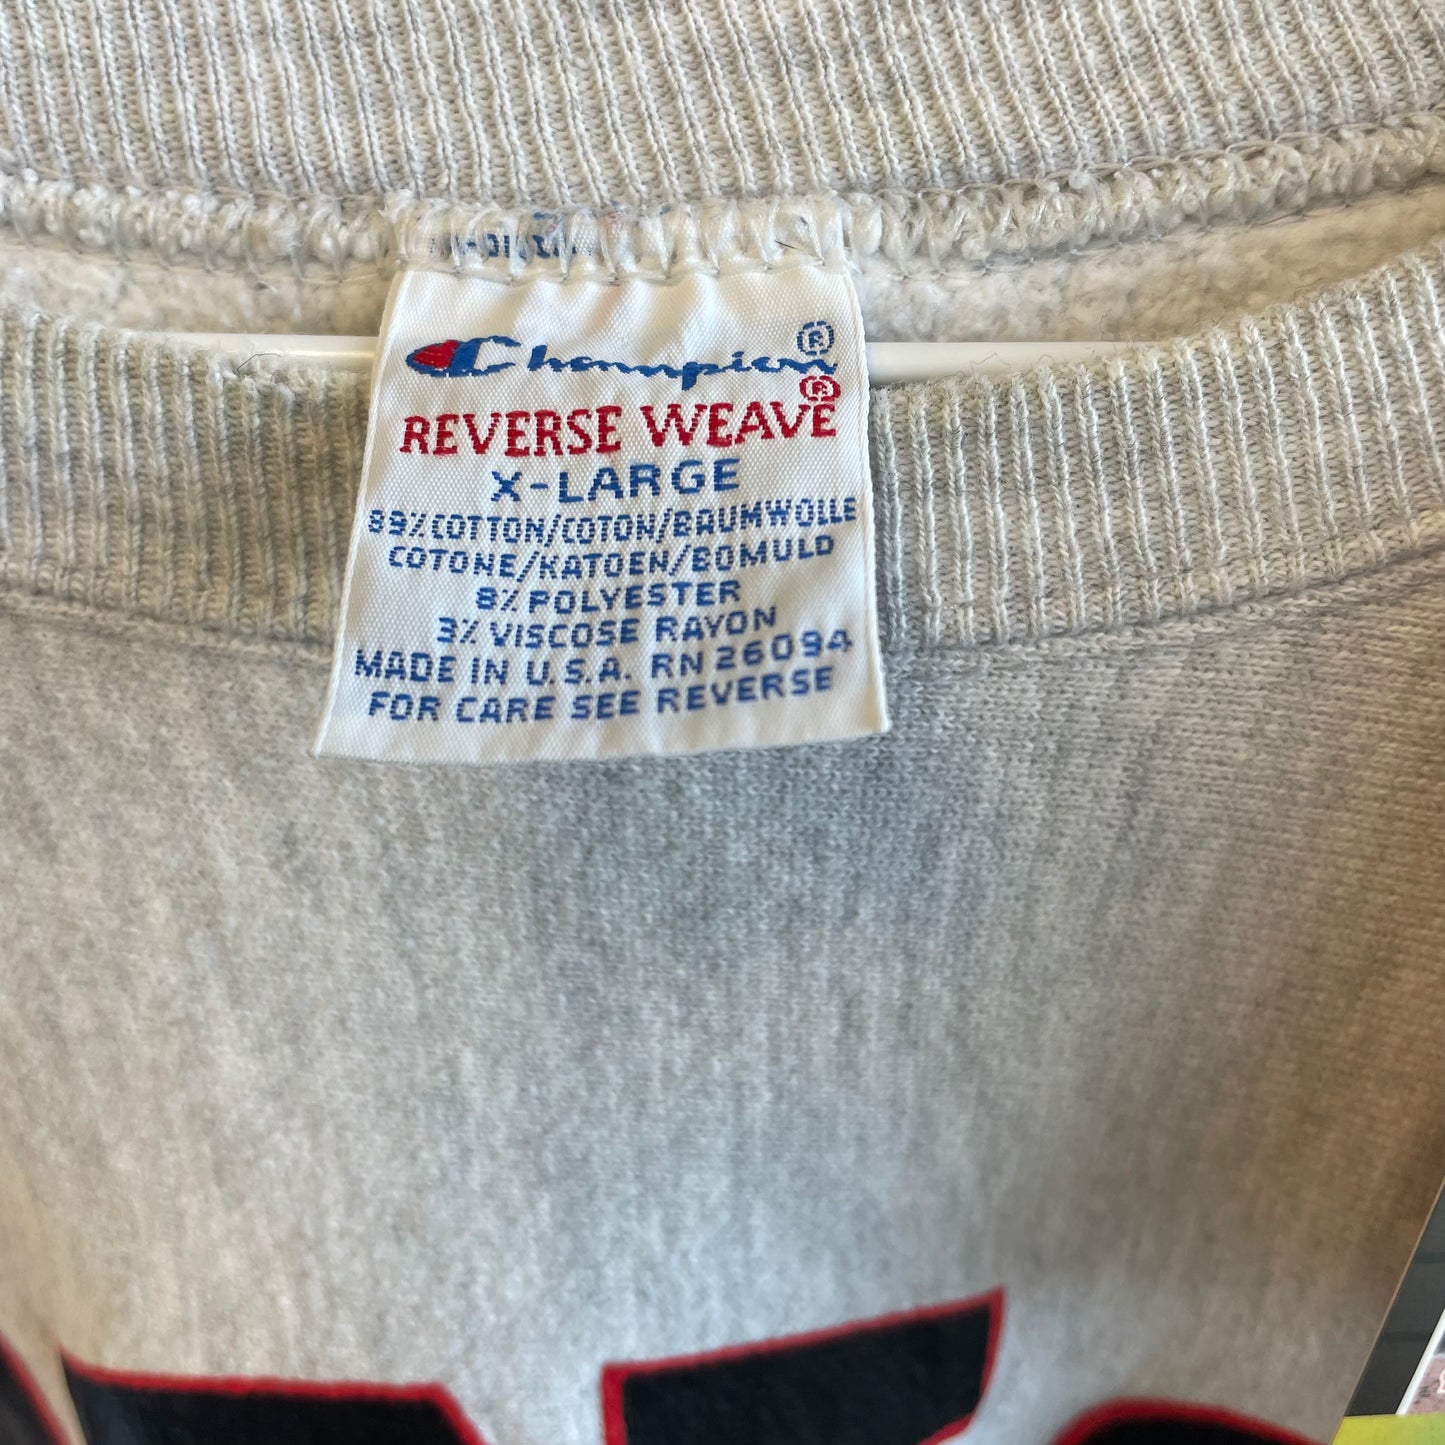 Champion®
REVERSE WEAVE®
X-LARGE
89% COTTON/COTON/BAUMWOLLE
COTONE/KATOEN/BOMULD
8% POLYESTER
3% VISCOSE RAYON
MADE IN U.S.A. RN 26094
FOR CARE SEE REVERSE